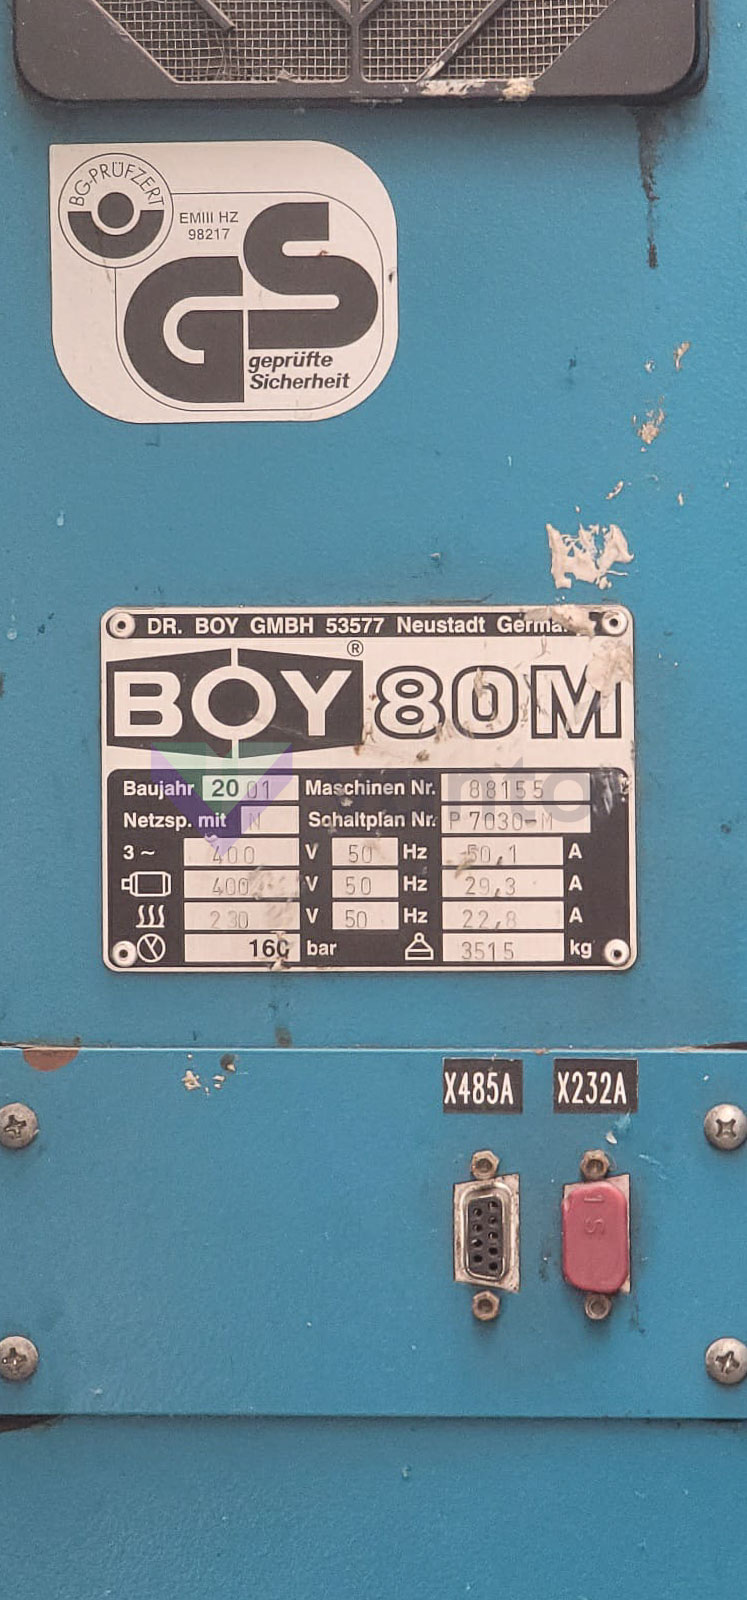 BG-PRÜFZERT
EMIII HZ
98217
GS
geprüfte
Sicherheit
DR. BOY GMBH 53577 Neustadt
BOY® 80M
Baujahr 2001 Maschinen Nr. 88155
Netzsp. mit N Schaltplan Nr. P7030-M
3 ~ 400 V 50 Hz 50,1 A
400 V 50 Hz 29,3 A
230 V 50 Hz 22,8 A
160 bar 3515 kg
X485A X232A